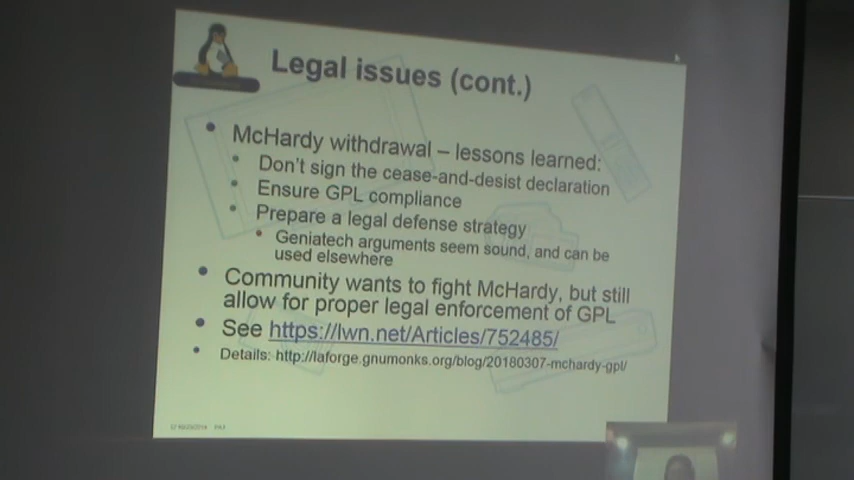 Legal issues (cont.)
• McHardy withdrawal – lessons learned:
• Don't sign the cease-and-desist declaration
• Ensure GPL compliance
• Prepare a legal defense strategy
• Geniatech arguments seem sound, and can be
used elsewhere
• Community wants to fight McHardy, but still
allow for proper legal enforcement of GPL
• See https://lwn.net/Articles/752485/
• Details: http://laforge.gnumonks.org/blog/20180307-mchardy-gpl/